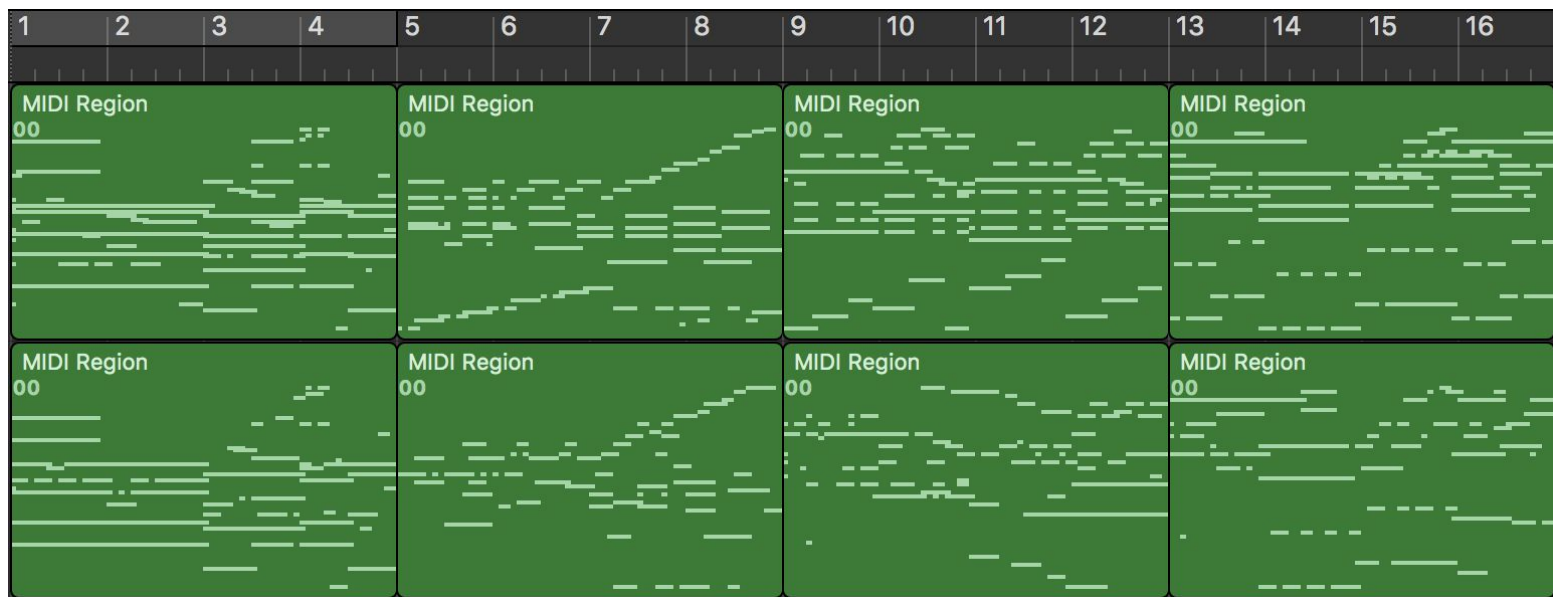 1 2 3 4 5 6 7 8 9 10 11 12 13 14 15 16
MIDI Region MIDI Region MIDI Region MIDI Region
00 00 00 00
MIDI Region MIDI Region MIDI Region MIDI Region
00 00 00 00